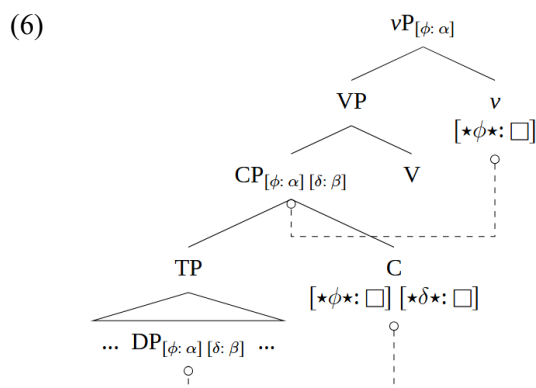 (6) vP[ϕ: α]
VP v
[⋆ϕ⋆: □]
CP[ϕ: α] [δ: β] V
TP C
[⋆ϕ⋆: □] [⋆δ⋆: □]
... DP[ϕ: α] [δ: β] ...